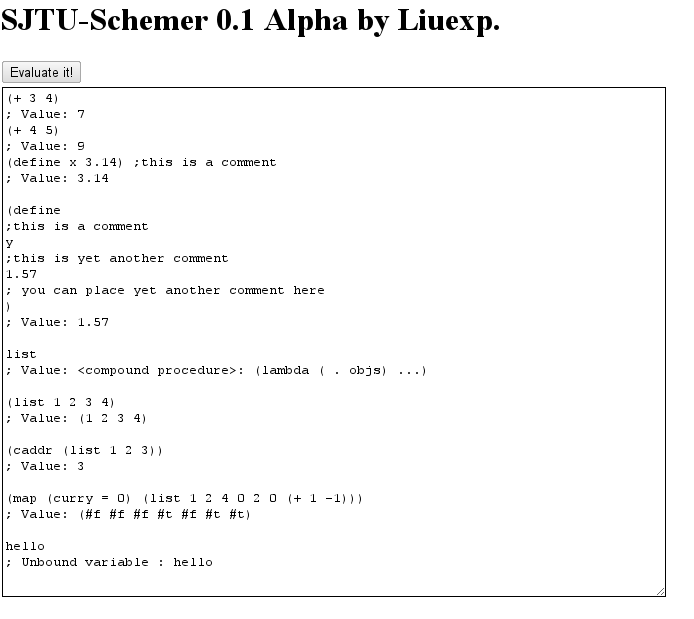 SJTU-Schemer 0.1 Alpha by Liuexp.
Evaluate it!
(+ 3 4)
; Value: 7
(+ 4 5)
; Value: 9
(define x 3.14) ;this is a comment
; Value: 3.14
(define
;this is a comment
y
;this is yet another comment
1.57
; you can place yet another comment here
)
; Value: 1.57
list
; Value: <compound procedure>: (lambda ( . objs) ...)
(list 1 2 3 4)
; Value: (1 2 3 4)
(caddr (list 1 2 3))
; Value: 3
(map (curry = 0) (list 1 2 4 0 2 0 (+ 1 -1)))
; Value: (#f #f #f #t #f #t #t)
hello
; Unbound variable : hello